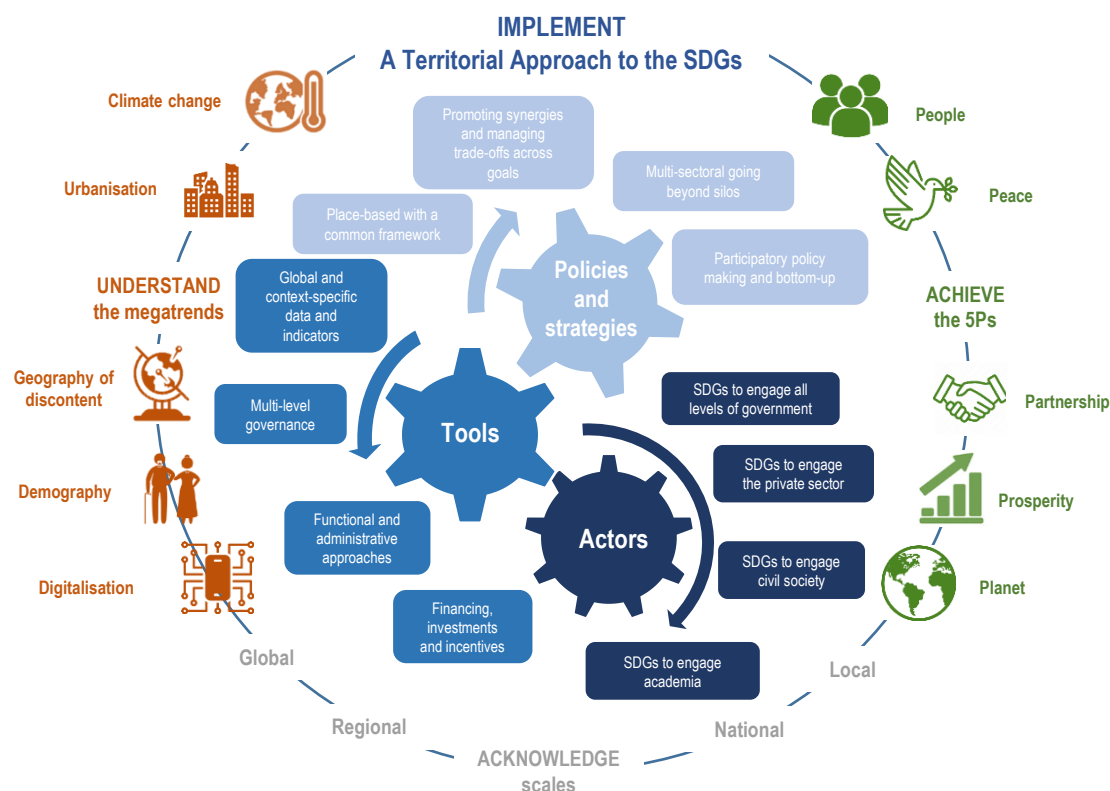 IMPLEMENT
A Territorial Approach to the SDGs
Climate change
Urbanisation
UNDERSTAND
the megatrends
Geography of
discontent
Demography
Digitalisation
Promoting synergies
and managing
trade-offs across
goals
Multi-sectoral going
beyond silos
Place-based with a
common framework
Participatory policy
making and bottom-up
Policies
and
strategies
Global and
context-specific
data and
indicators
Multi-level
governance
Tools
Functional and
administrative
approaches
Financing,
investments
and incentives
SDGs to engage all
levels of government
SDGs to engage
the private sector
Actors
SDGs to engage
civil society
SDGs to engage
academia
People
Peace
ACHIEVE
the 5Ps
Partnership
Prosperity
Planet
Global
Regional
ACKNOWLEDGE
scales
National
Local